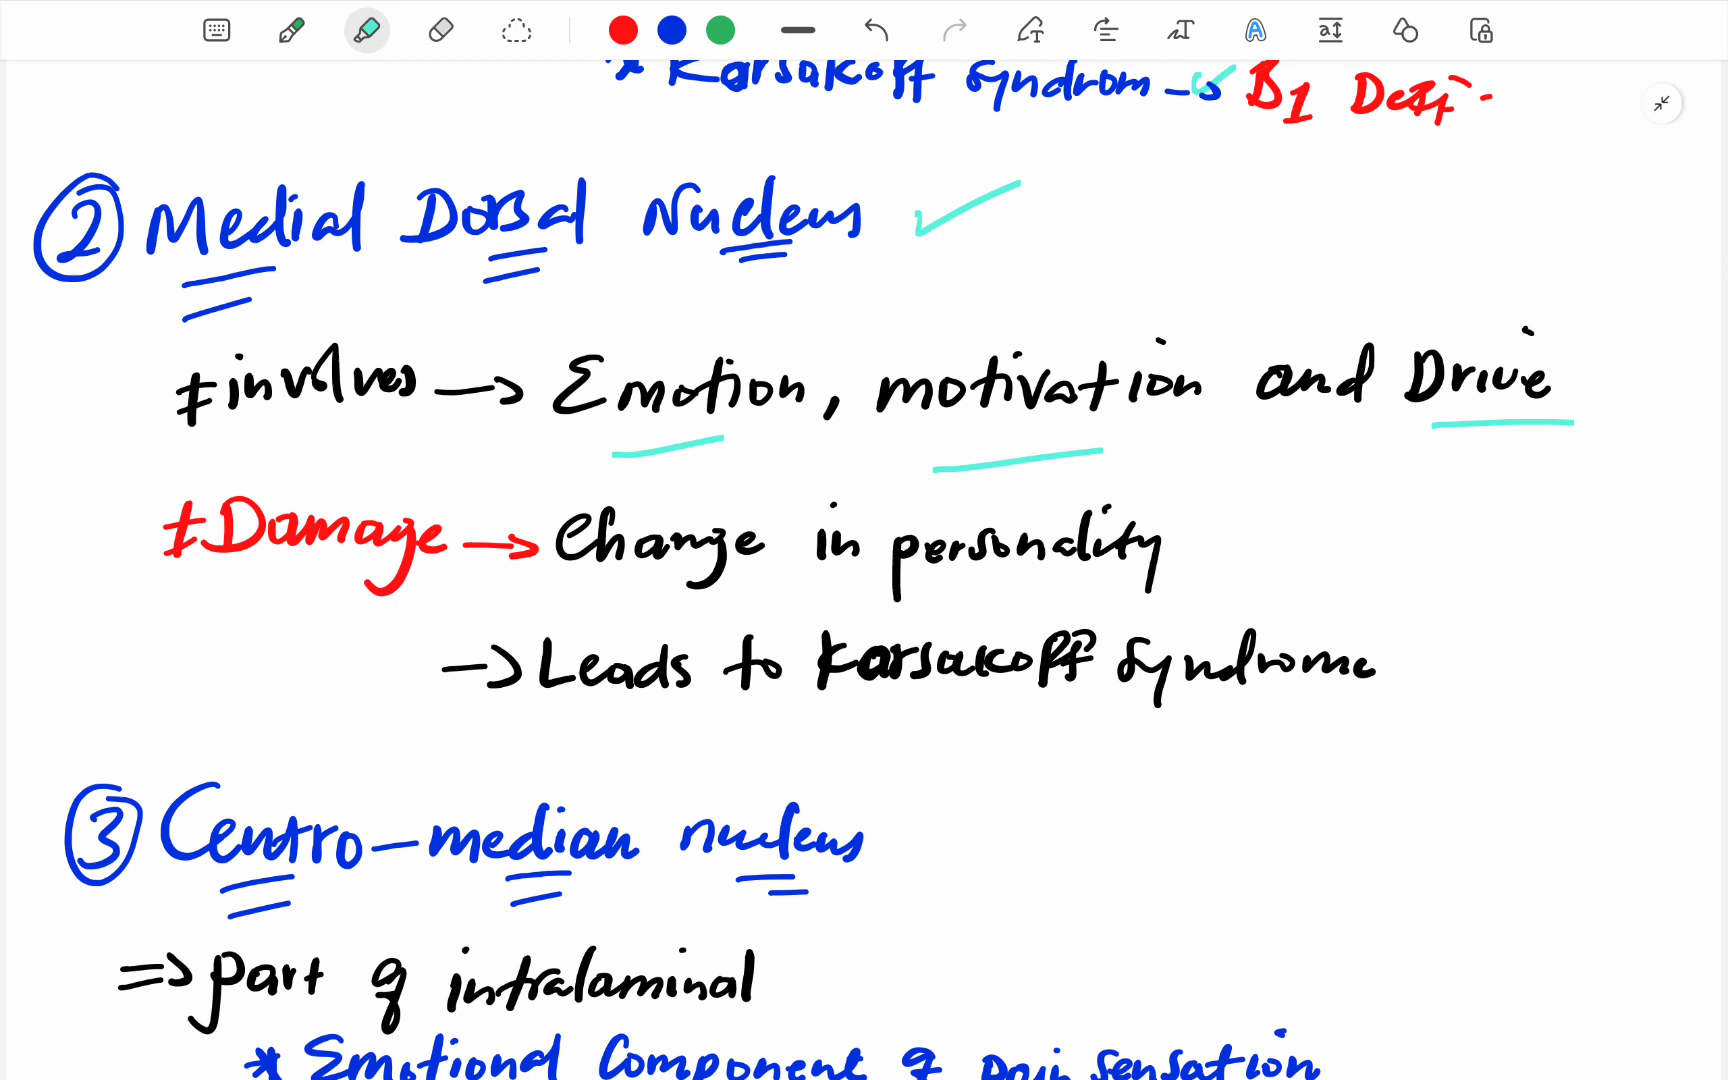 * Karsakoff Syndrom → B1 Defi.
② Medial Dorsal Nucleus ✓
‡ involves → Emotion, motivation and Drive
‡ Damage → Change in personality
→ Leads to Karsakoff Syndrome
③ Centro-median nucleus
⇒ part of intralaminal
* Emotional Component of pain sensation